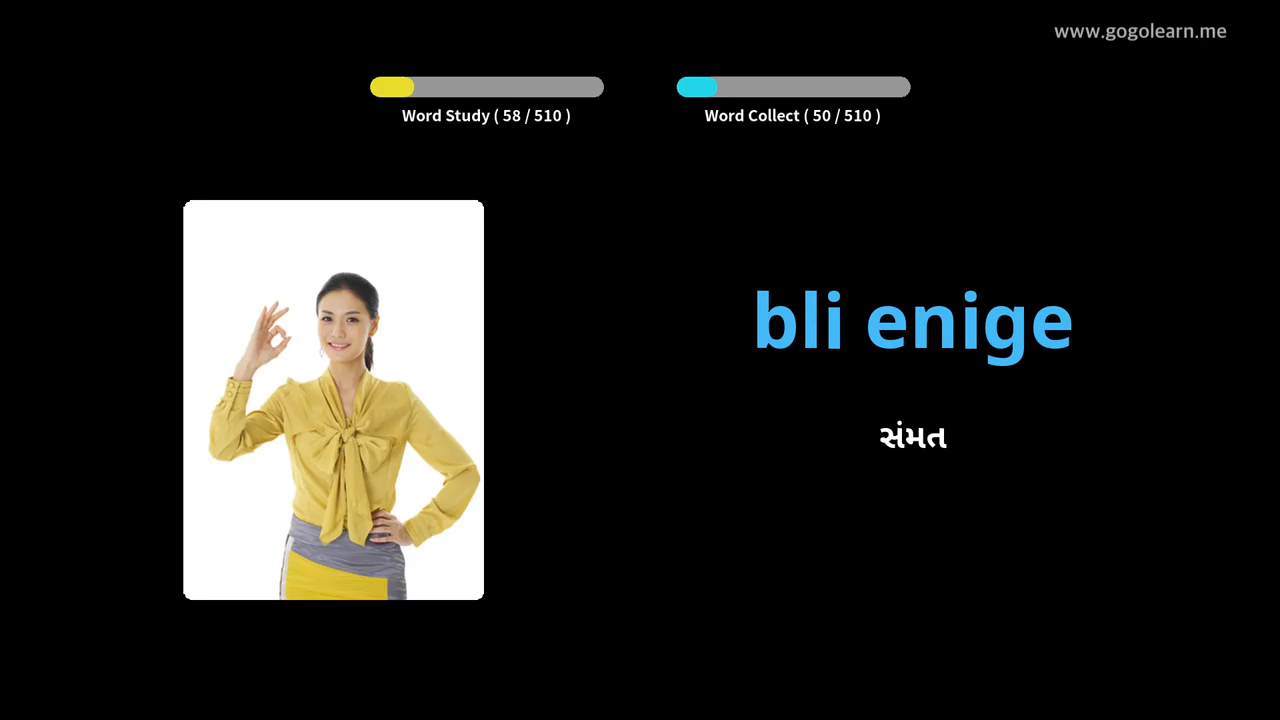 www.gogolearn.me
Word Study ( 58 / 510 )
Word Collect ( 50 / 510 )
bli enige
સંમત